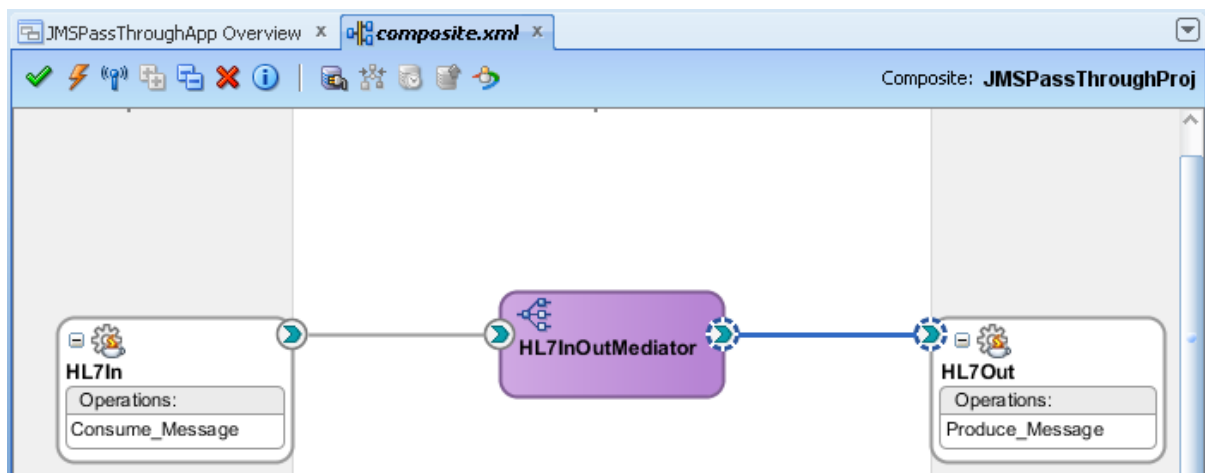 JMSPassThroughApp Overview x composite.xml x
Composite: JMSPassThroughProj
HL7InOutMediator
HL7In
Operations:
Consume_Message
HL7Out
Operations:
Produce_Message